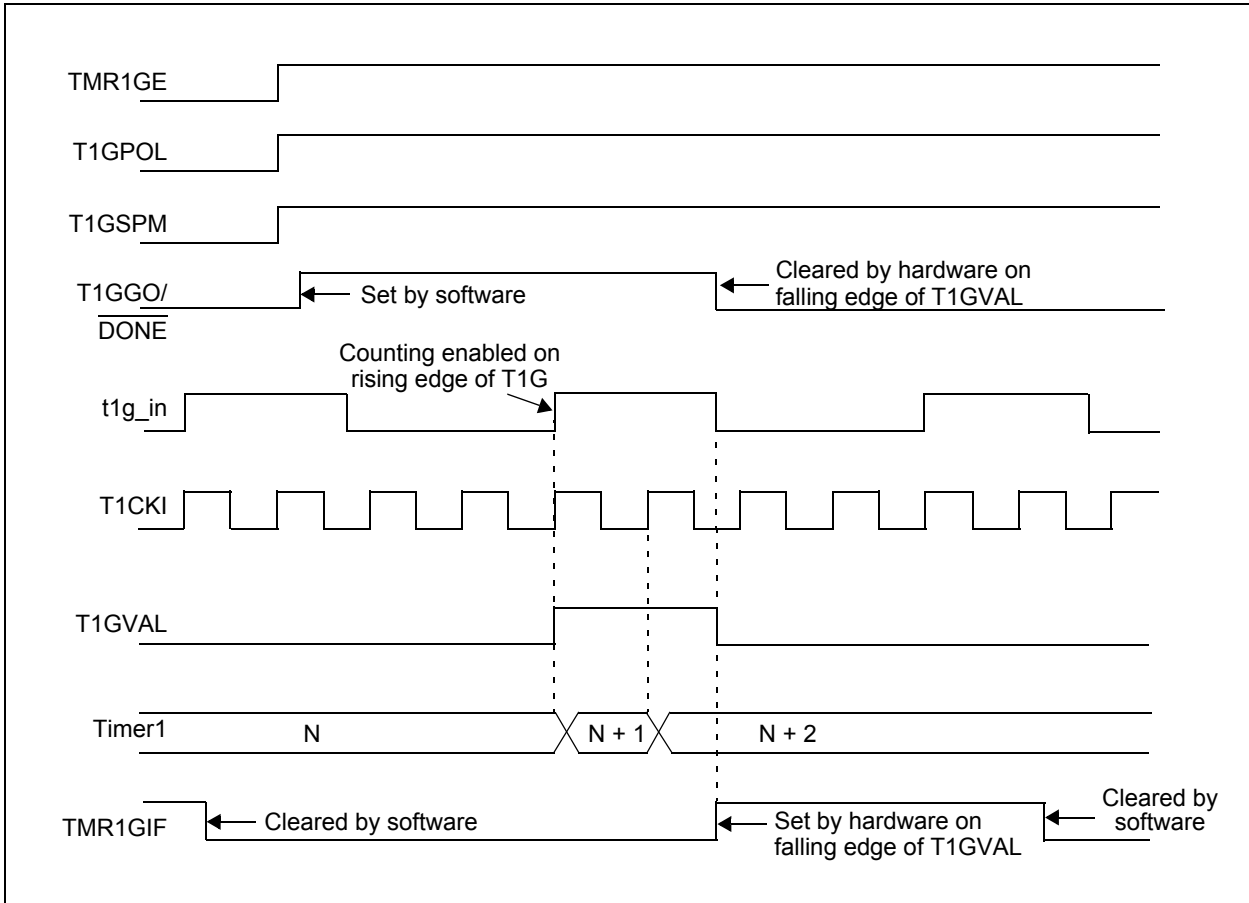 TMR1GE
T1GPOL
T1GSPM
T1GGO/
DONE
Set by software
Cleared by hardware on
falling edge of T1GVAL
Counting enabled on
rising edge of T1G
t1g_in
T1CKI
T1GVAL
Timer1
N
N + 1
N + 2
TMR1GIF
Cleared by software
Set by hardware on
falling edge of T1GVAL
Cleared by
software